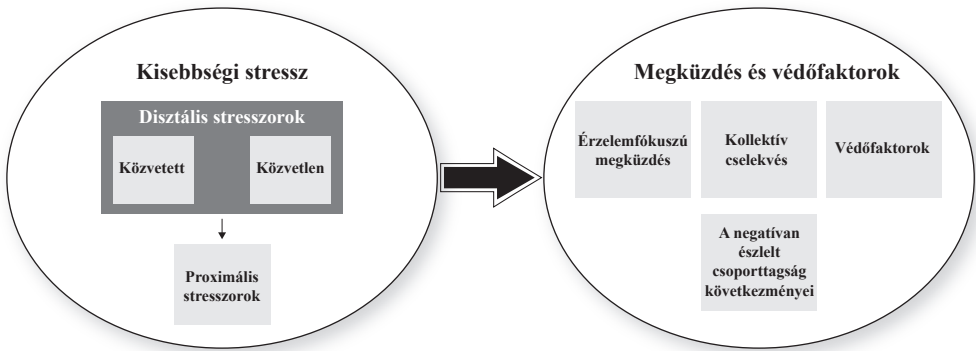 Kisebbségi stressz
Disztális stresszorok
Közvetett
Közvetlen
Proximális
stresszorok
Megküzdés és védőfaktorok
Érzelemfókuszú
megküzdés
Kollektív
cselekvés
Védőfaktorok
A negatívan
észlelt
csoporttagság
következményei